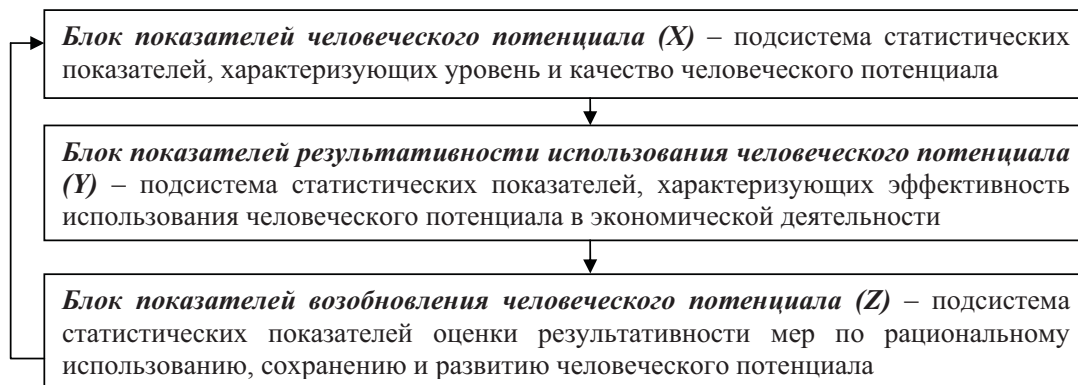 Блок показателей человеческого потенциала (X) – подсистема статистических
показателей, характеризующих уровень и качество человеческого потенциала
Блок показателей результативности использования человеческого потенциала
(Y) – подсистема статистических показателей, характеризующих эффективность
использования человеческого потенциала в экономической деятельности
Блок показателей возобновления человеческого потенциала (Z) – подсистема
статистических показателей оценки результативности мер по рациональному
использованию, сохранению и развитию человеческого потенциала